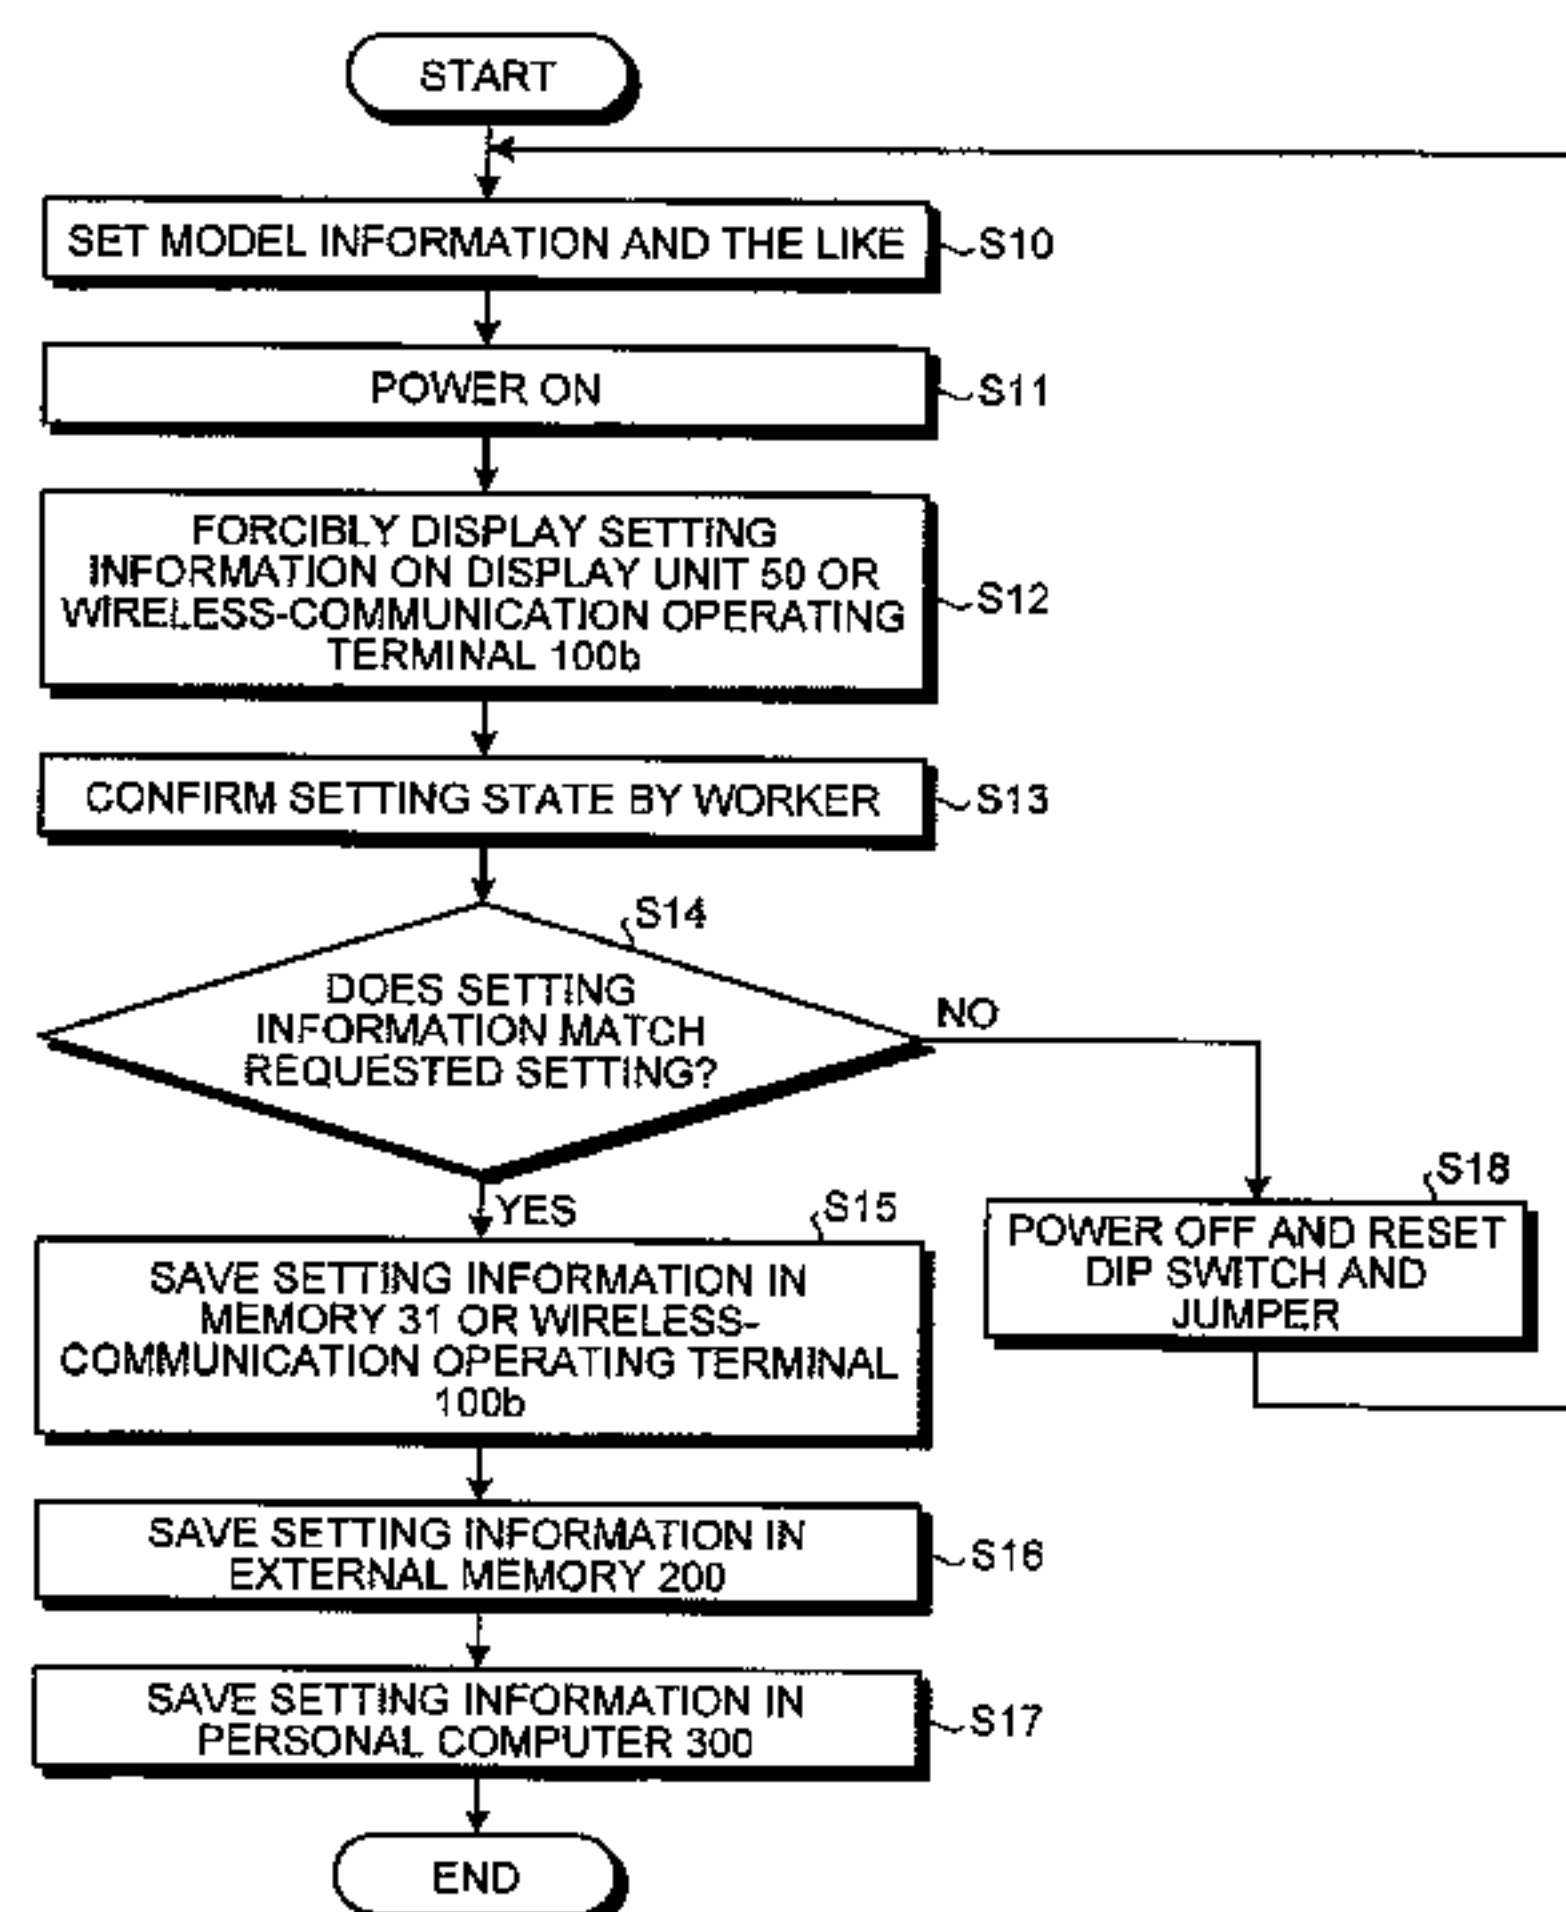 START
SET MODEL INFORMATION AND THE LIKE
S10
POWER ON
S11
FORCIBLY DISPLAY SETTING
INFORMATION ON DISPLAY UNIT 50 OR
WIRELESS-COMMUNICATION OPERATING
TERMINAL 100b
S12
CONFIRM SETTING STATE BY WORKER
S13
S14
DOES SETTING
INFORMATION MATCH
REQUESTED SETTING?
NO
YES
S15
SAVE SETTING INFORMATION IN
MEMORY 31 OR WIRELESS-
COMMUNICATION OPERATING TERMINAL
100b
S18
POWER OFF AND RESET
DIP SWITCH AND
JUMPER
SAVE SETTING INFORMATION IN
EXTERNAL MEMORY 200
S16
SAVE SETTING INFORMATION IN
PERSONAL COMPUTER 300
S17
END